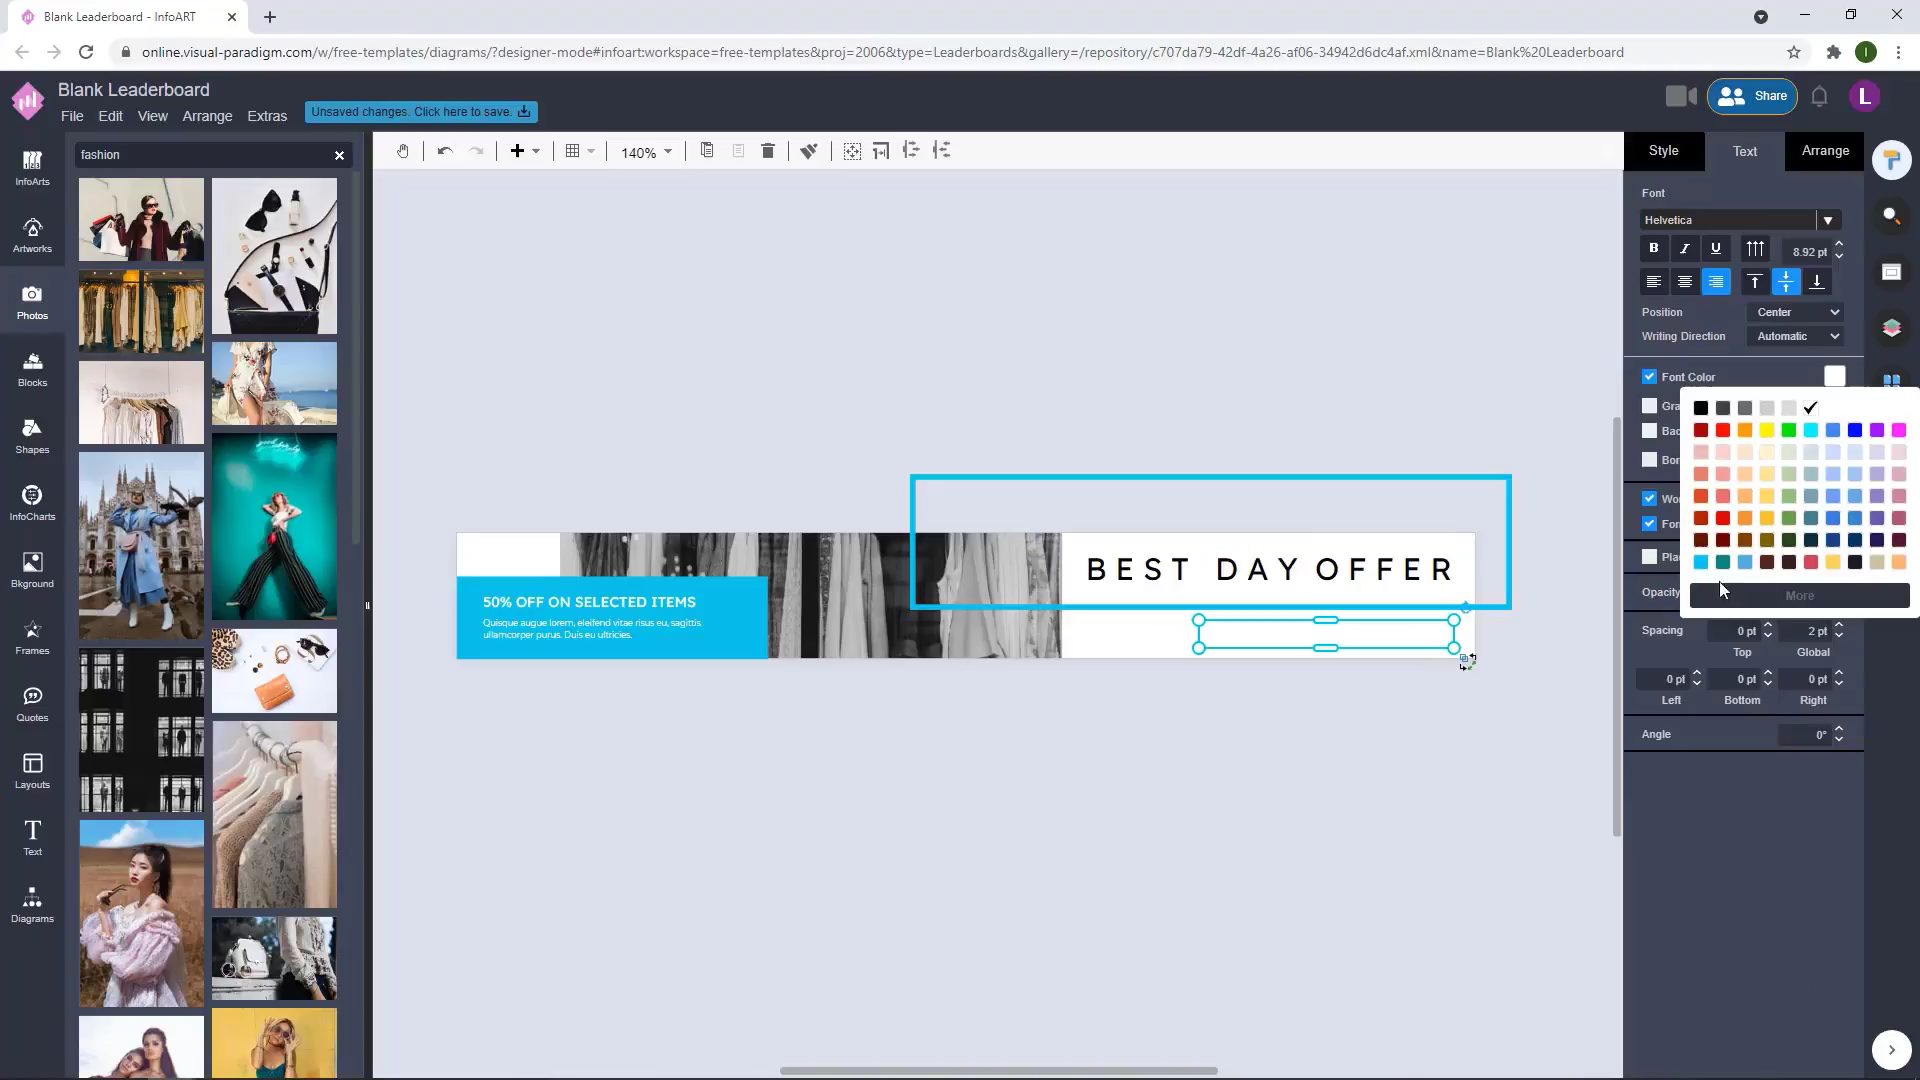 Blank Leaderboard - InfoART
online.visual-paradigm.com/w/free-templates/diagrams/?designer-mode#infoart:workspace=free-templates&proj=2006&type=Leaderboards&gallery=/repository/c707da79-42df-4a26-af06-34942d6dc4af.xml&name=Blank%20Leaderboard
I
Blank Leaderboard
File Edit View Arrange Extras
Unsaved changes. Click here to save.
Share
L
InfoArts
Artworks
Photos
Blocks
Shapes
InfoCharts
Bkground
Frames
Quotes
Layouts
Text
Diagrams
fashion
140%
BEST DAY OFFER
50% OFF ON SELECTED ITEMS
Quisque augue lorem, eleifend vitae risus eu, sagittis
ullamcorper purus. Duis eu ultricies.
Style Text Arrange
Font
Helvetica
B I U 8.92 pt
Position Center
Writing Direction Automatic
Font Color
Gra
Bac
Bor
Wor
Fon
Pla
More
Opacity
Spacing 0 pt 2 pt
Top Global
0 pt 0 pt 0 pt
Left Bottom Right
Angle 0°